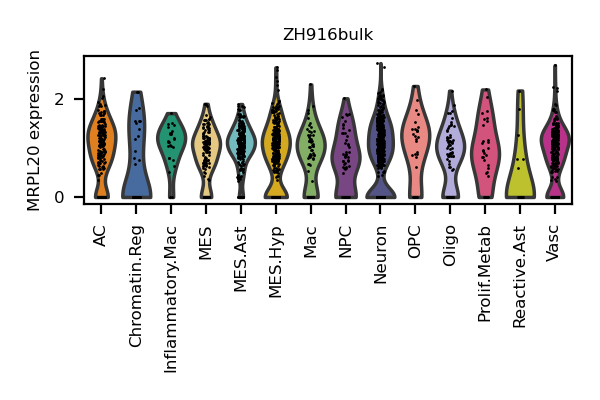 ZH916bulk
MRPL20 expression
2
0
AC
Chromatin.Reg
Inflammatory.Mac
MES
MES.Ast
MES.Hyp
Mac
NPC
Neuron
OPC
Oligo
Prolif.Metab
Reactive.Ast
Vasc